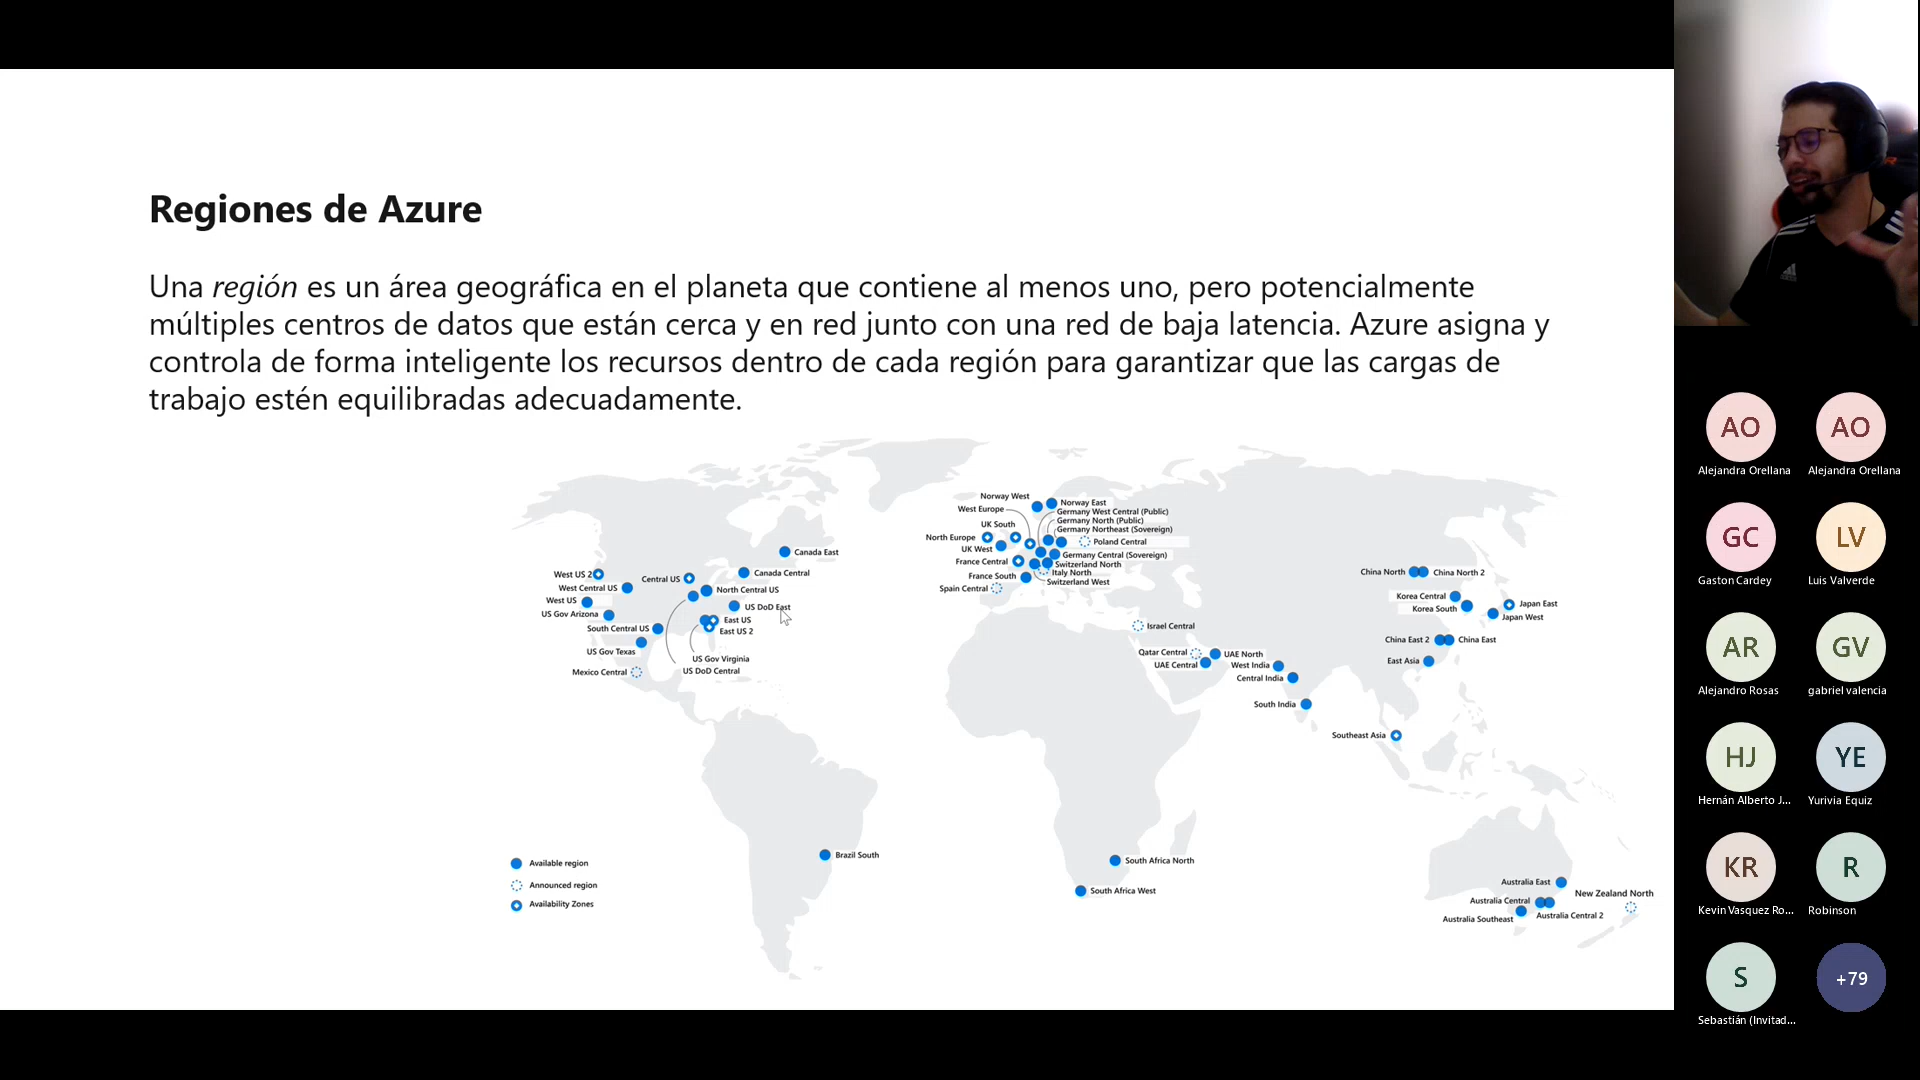 Regiones de Azure
Una región es un área geográfica en el planeta que contiene al menos uno, pero potencialmente
múltiples centros de datos que están cerca y en red junto con una red de baja latencia. Azure asigna y
controla de forma inteligente los recursos dentro de cada región para garantizar que las cargas de
trabajo estén equilibradas adecuadamente.
Canada East
Canada Central
West US 2
Central US
West Central US
North Central US
West US
US DoD East
US Gov Arizona
East US
South Central US
East US 2
US Gov Texas
US Gov Virginia
Mexico Central
US DoD Central
Norway West
Norway East
West Europe
Germany West Central (Public)
Germany North (Public)
UK South
Germany Northeast (Sovereign)
North Europe
Poland Central
UK West
Germany Central (Sovereign)
France Central
Switzerland North
Italy North
France South
Switzerland West
Spain Central
Israel Central
Qatar Central
UAE North
UAE Central
West India
Central India
South India
China North
China North 2
Korea Central
Korea South
Japan East
Japan West
China East 2
China East
East Asia
Southeast Asia
Brazil South
South Africa North
South Africa West
Australia East
New Zealand North
Australia Central
Australia Central 2
Australia Southeast
Available region
Announced region
Availability Zones
AO
AO
Alejandra Orellana
Alejandra Orellana
GC
LV
Gaston Cardey
Luis Valverde
AR
GV
Alejandro Rosas
gabriel valencia
HJ
YE
Hernán Alberto J...
Yurivia Equiz
KR
R
Kevin Vasquez Ro...
Robinson
S
+79
Sebastián (Invitad...